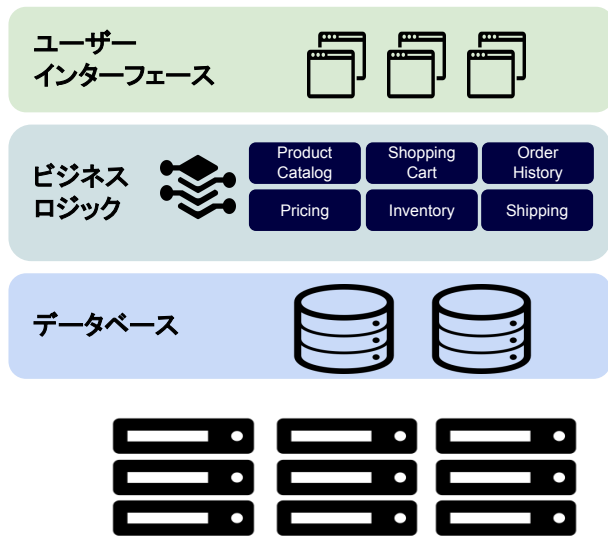 ユーザー
インターフェース
ビジネス
ロジック
Product
Catalog
Shopping
Cart
Order
History
Pricing
Inventory
Shipping
データベース